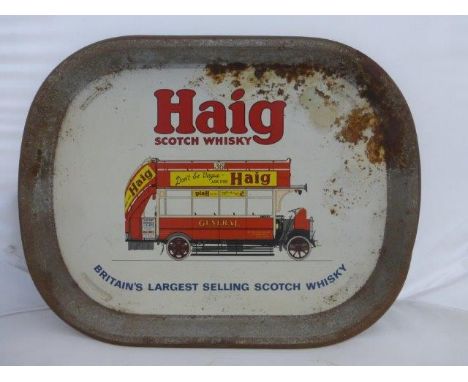 Haig
SCOTCH WHISKY
Don't be Vague
ASK FOR
Haig
Haig
GENERAL
BRITAIN'S LARGEST SELLING SCOTCH WHISKY